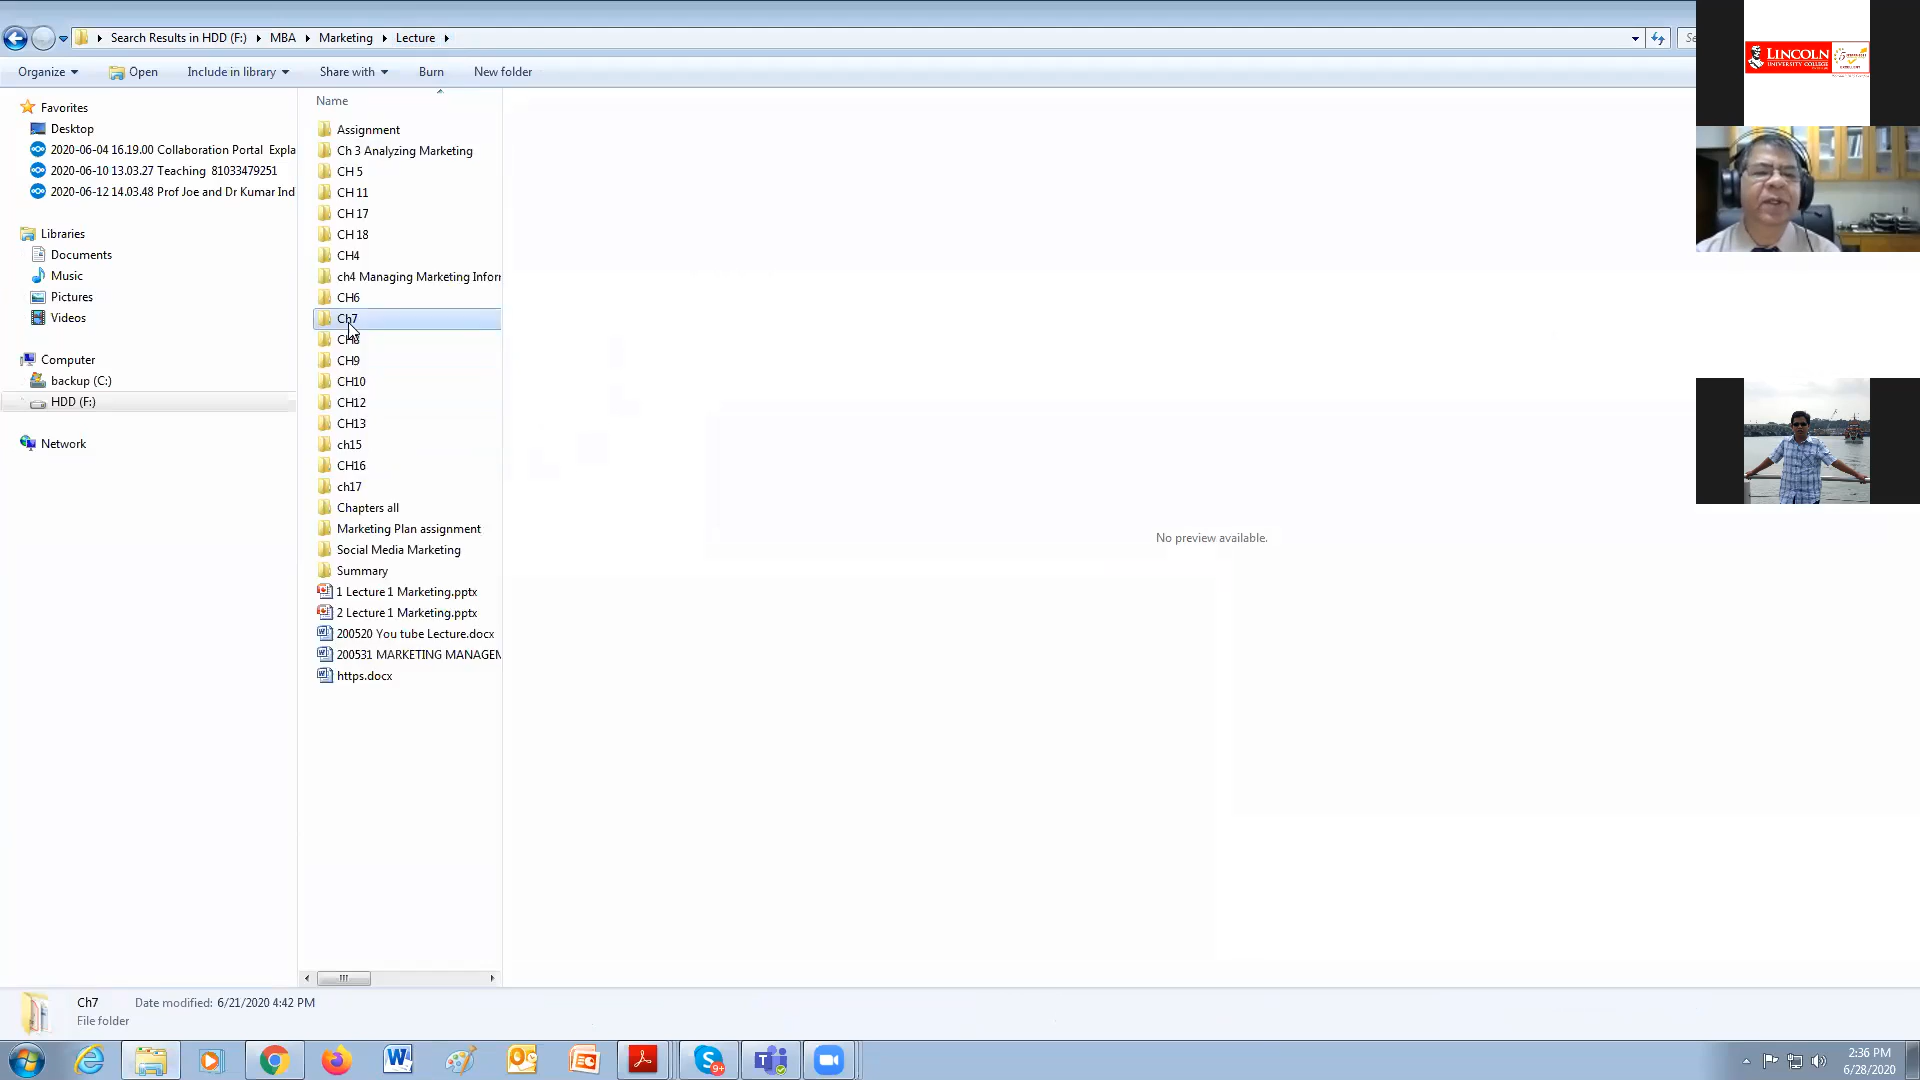 Search Results in HDD (F:) MBA Marketing Lecture
Organize Open Include in library Share with Burn New folder
Favorites
Desktop
2020-06-04 16.19.00 Collaboration Portal Expla
2020-06-10 13.03.27 Teaching 81033479251
2020-06-12 14.03.48 Prof Joe and Dr Kumar Ind
Libraries
Documents
Music
Pictures
Videos
Computer
backup (C:)
HDD (F:)
Network
Name
Assignment
Ch 3 Analyzing Marketing
CH 5
CH 11
CH 17
CH 18
CH4
ch4 Managing Marketing Infor
CH6
Ch7
CH8
CH9
CH10
CH12
CH13
ch15
CH16
ch17
Chapters all
Marketing Plan assignment
Social Media Marketing
Summary
1 Lecture 1 Marketing.pptx
2 Lecture 1 Marketing.pptx
200520 You tube Lecture.docx
200531 MARKETING MANAGEN
https.docx
No preview available.
LINCOLN
UNIVERSITY COLLEGE
Ch7 Date modified: 6/21/2020 4:42 PM
File folder
9+
2:36 PM
6/28/2020